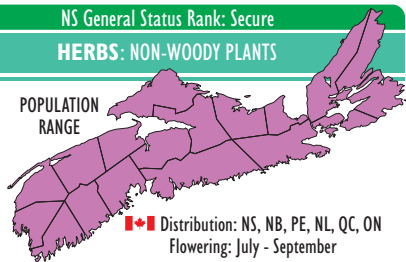 NS General Status Rank: Secure
HERBS: NON-WOODY PLANTS
POPULATION
RANGE
Distribution: NS, NB, PE, NL, QC, ON
Flowering: July - September